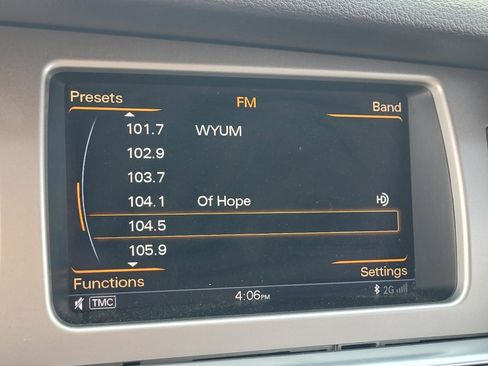 Presets FM Band
101.7 WYUM
102.9
103.7
104.1 Of Hope HD
104.5
105.9
Functions Settings
TMC 4:06PM 2G